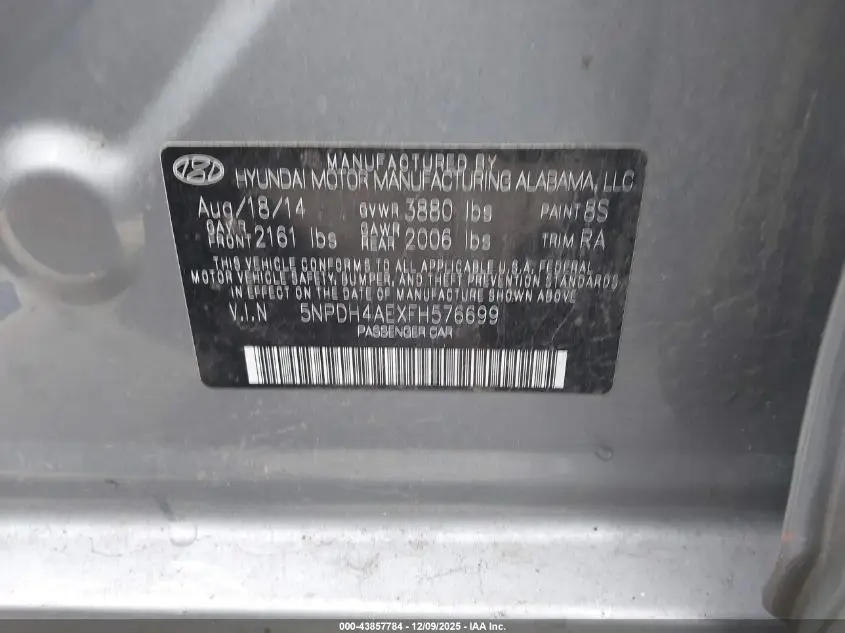 MANUFACTURED BY
HYUNDAI MOTOR MANUFACTURING ALABAMA, LLC
Aug/18/14 GVWR 3880 lbs PAINT 8S
GAWR FRONT 2161 lbs GAWR REAR 2006 lbs TRIM RA
THIS VEHICLE CONFORMS TO ALL APPLICABLE U.S.A. FEDERAL
MOTOR VEHICLE SAFETY, BUMPER, AND THEFT PREVENTION STANDARDS
IN EFFECT ON THE DATE OF MANUFACTURE SHOWN ABOVE
V.I.N 5NPDH4AEXFH576699
PASSENGER CAR
000-43857784 - 12/09/2025 - IAA Inc.